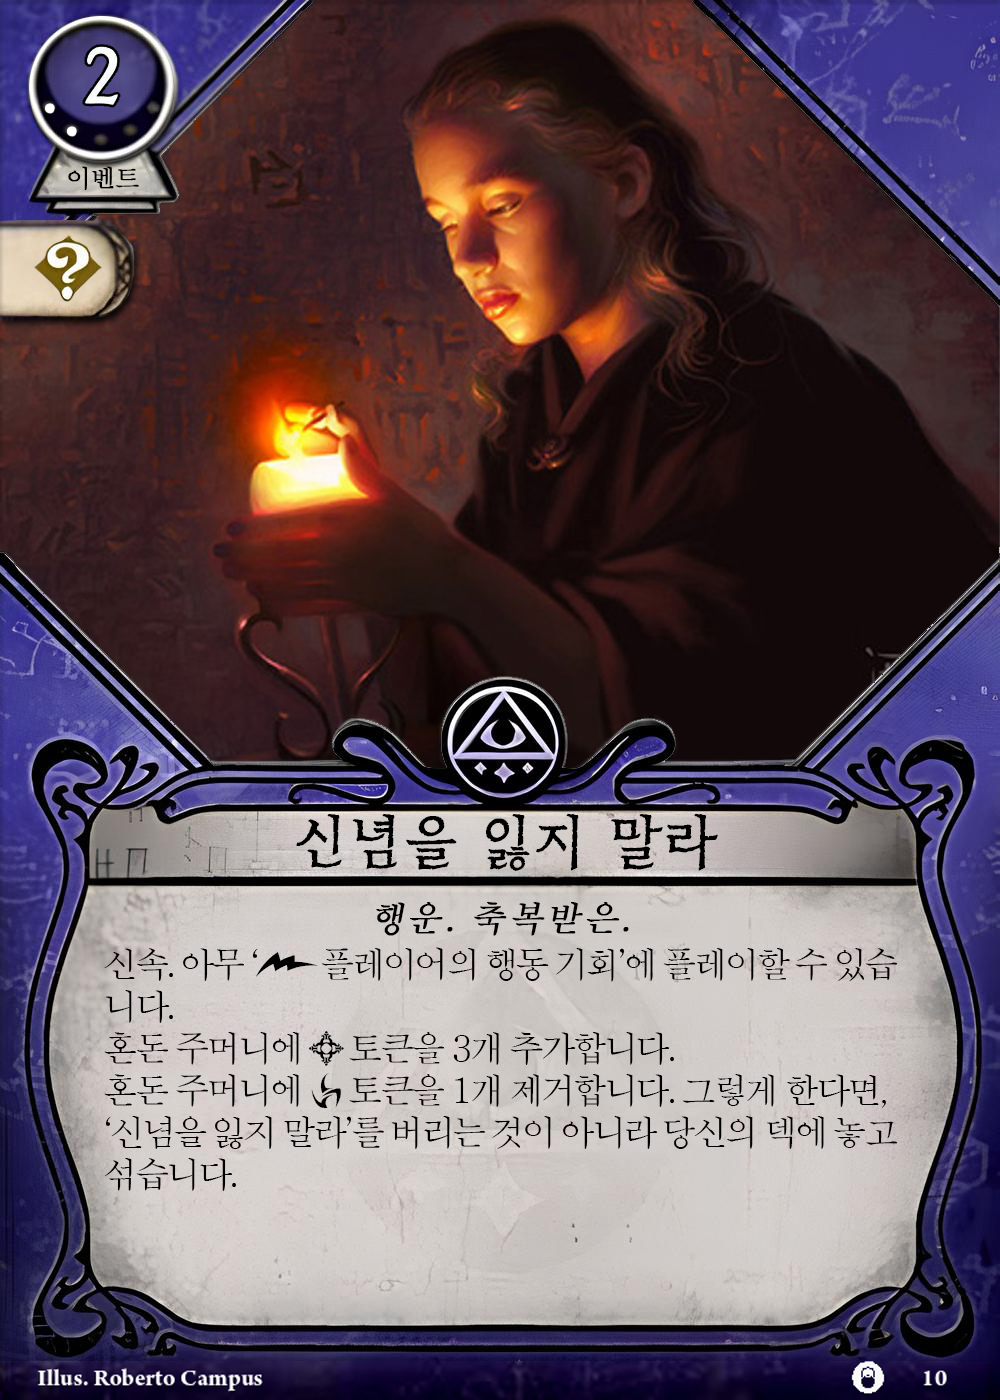 2
이벤트
?
신념을 잃지 말라
행운. 축복받은.
신속. 아무 ‘ 플레이어의 행동 기회’에 플레이할 수 있습
니다.
혼돈 주머니에 토큰을 3개 추가합니다.
혼돈 주머니에 토큰을 1개 제거합니다. 그렇게 한다면,
‘신념을 잃지 말라’를 버리는 것이 아니라 당신의 덱에 놓고
섞습니다.
Illus. Roberto Campus
10